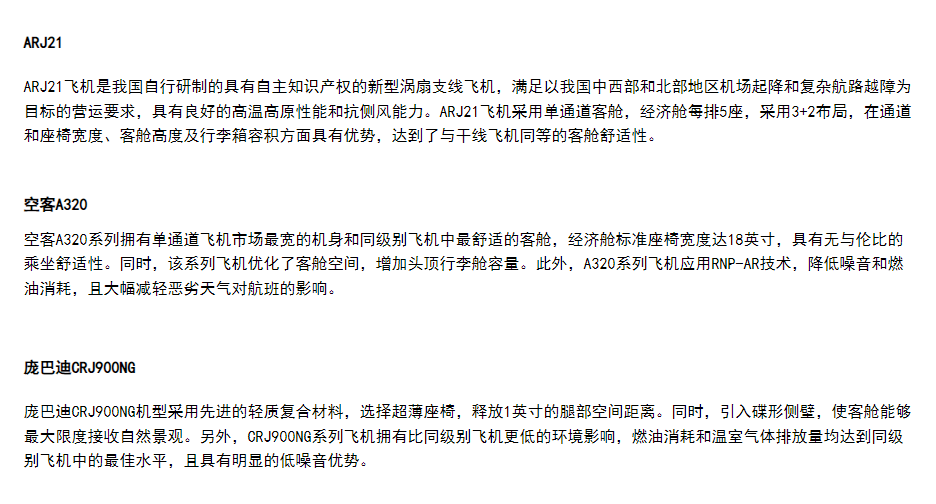 ARJ21
ARJ21飞机是我国自行研制的具有自主知识产权的新型涡扇支线飞机，满足以我国中西部和北部地区机场起降和复杂航路越障为
目标的营运要求，具有良好的高温高原性能和抗侧风能力。ARJ21飞机采用单通道客舱，经济舱每排5座，采用3+2布局，在通道
和座椅宽度、客舱高度及行李箱容积方面具有优势，达到了与干线飞机同等的客舱舒适性。
空客A320
空客A320系列拥有单通道飞机市场最宽的机身和同级别飞机中最舒适的客舱，经济舱标准座椅宽度达18英寸，具有无与伦比的
乘坐舒适性。同时，该系列飞机优化了客舱空间，增加头顶行李舱容量。此外，A320系列飞机应用RNP-AR技术，降低噪音和燃
油消耗，且大幅减轻恶劣天气对航班的影响。
庞巴迪CRJ900NG
庞巴迪CRJ900NG机型采用先进的轻质复合材料，选择超薄座椅，释放1英寸的腿部空间距离。同时，引入碟形侧壁，使客舱能够
最大限度接收自然景观。另外，CRJ900NG系列飞机拥有比同级别飞机更低的环境影响，燃油消耗和温室气体排放量均达到同级
别飞机中的最佳水平，且具有明显的低噪音优势。